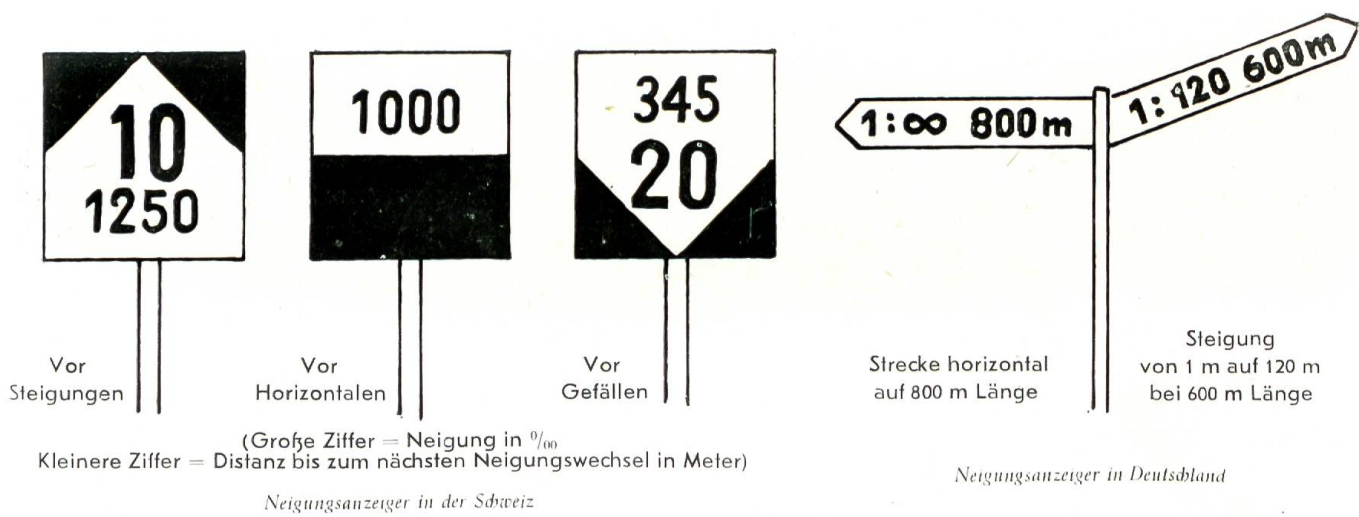 10
1250
1000
345
20
1:∞ 800m
1:120 600m
Vor
Steigungen
Vor
Horizontalen
Vor
Gefällen
(Große Ziffer = Neigung in ‰
Kleinere Ziffer = Distanz bis zum nächsten Neigungswechsel in Meter)
Neigungsanzeiger in der Schweiz
Strecke horizontal
auf 800 m Länge
Steigung
von 1 m auf 120 m
bei 600 m Länge
Neigungsanzeiger in Deutschland